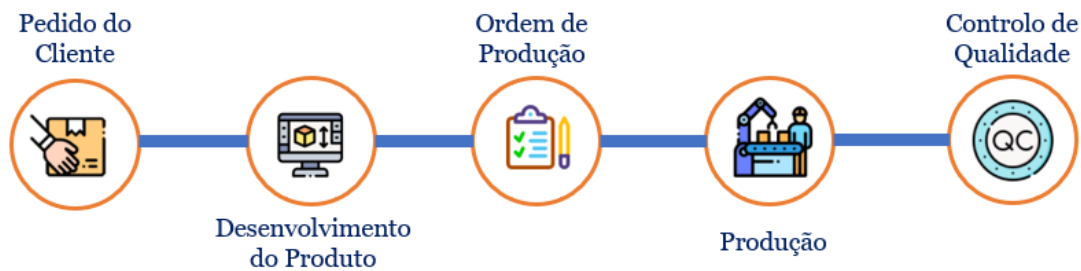 Pedido do
Cliente
Desenvolvimento
do Produto
Ordem de
Produção
Produção
Controlo de
Qualidade
QC